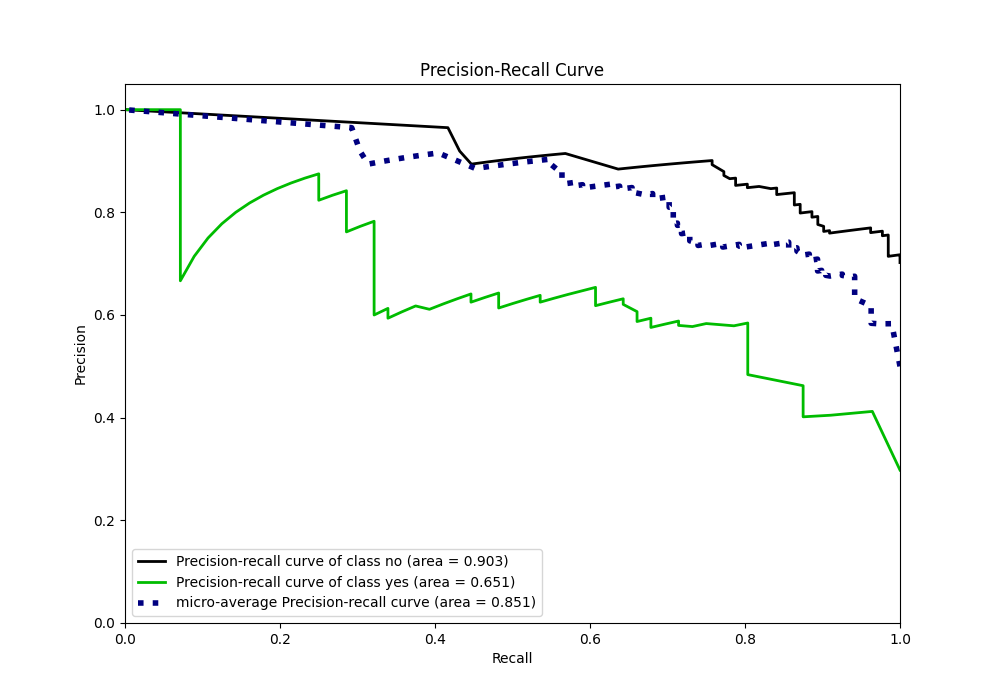 Precision-Recall Curve
1.0
0.8
0.6
0.4
0.2
0.0
Precision
Precision-recall curve of class no (area = 0.903)
Precision-recall curve of class yes (area = 0.651)
micro-average Precision-recall curve (area = 0.851)
0.0 0.2 0.4 0.6 0.8 1.0
Recall